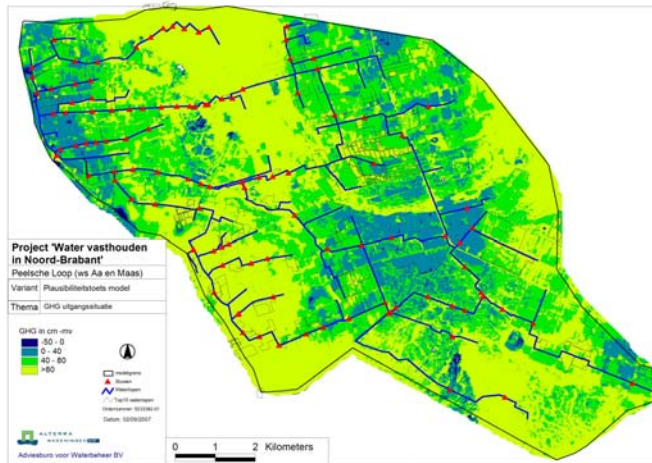 Project 'Water vasthouden
in Noord-Brabant'
Peelsche Loop (ws Aa en Maas)
Variant Plausibiliteitstoets model
Thema GHG uitgangssituatie
GHG in cm -mv
-50 - 0
0 - 40
40 - 80
>80
modelgrens
Stuwen
Waterlopen
Top10 waterlopen
Ordernummer:
Datum: 02/09/2007
ALTERRA
WAGENINGEN
Adviesburo voor Waterbeheer BV
0 1 2 Kilometers